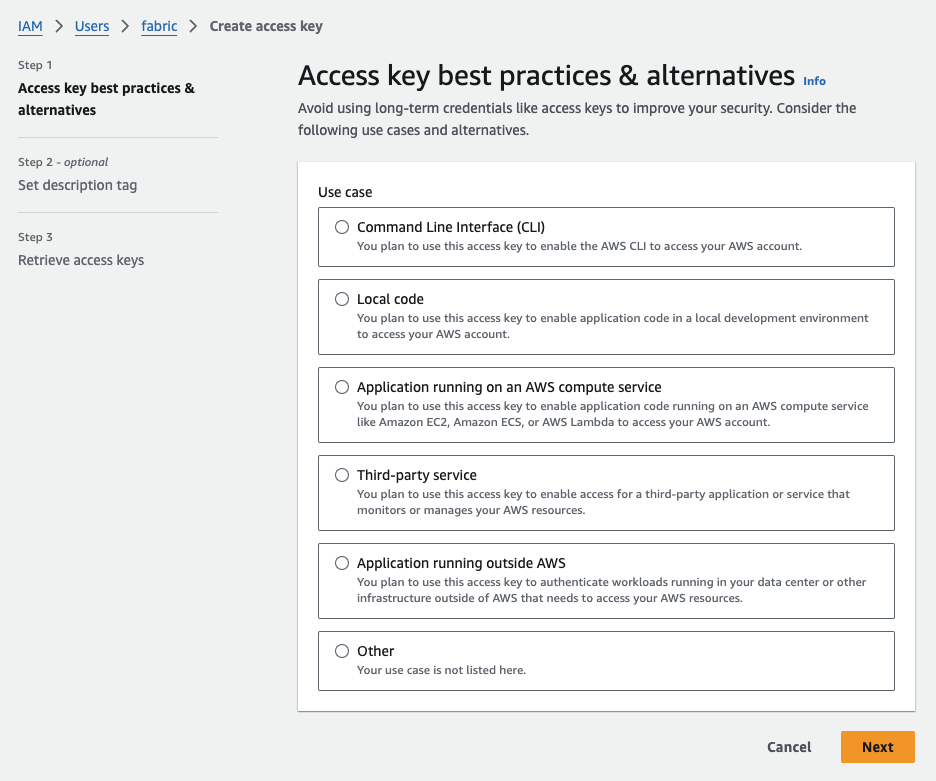 IAM > Users > fabric > Create access key
Step 1
Access key best practices &
alternatives
Step 2 - optional
Set description tag
Step 3
Retrieve access keys
Access key best practices & alternatives Info
Avoid using long-term credentials like access keys to improve your security. Consider the
following use cases and alternatives.
Use case
Command Line Interface (CLI)
You plan to use this access key to enable the AWS CLI to access your AWS account.
Local code
You plan to use this access key to enable application code in a local development environment
to access your AWS account.
Application running on an AWS compute service
You plan to use this access key to enable application code running on an AWS compute service
like Amazon EC2, Amazon ECS, or AWS Lambda to access your AWS account.
Third-party service
You plan to use this access key to enable access for a third-party application or service that
monitors or manages your AWS resources.
Application running outside AWS
You plan to use this access key to authenticate workloads running in your data center or other
infrastructure outside of AWS that needs to access your AWS resources.
Other
Your use case is not listed here.
Cancel
Next